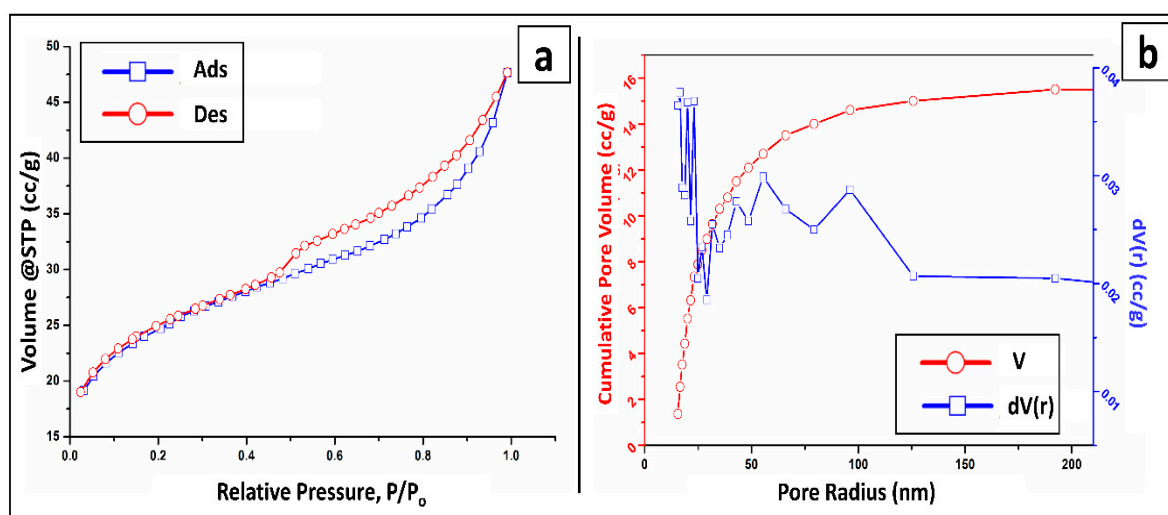 a
Ads
Des
50
45
40
35
30
25
20
15
0.0
0.2
0.4
0.6
0.8
1.0
Volume @STP (cc/g)
Relative Pressure, P/Po
b
16
14
12
10
8
6
4
2
0
0.04
0.03
0.02
0.01
Cumulative Pore Volume (cc/g)
dV(r) (cc/g)
V
dV(r)
0
50
100
150
200
Pore Radius (nm)